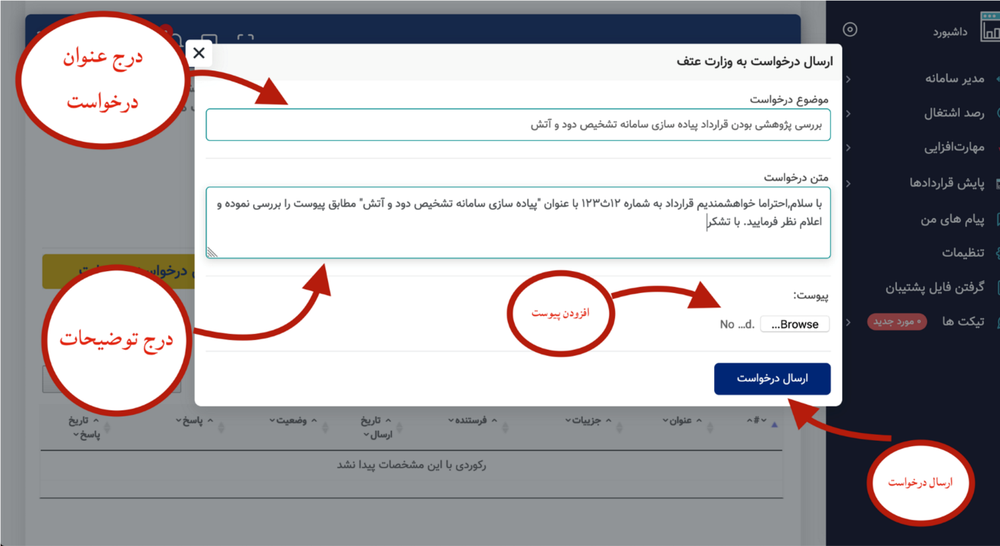 داشبورد
مدیر سامانه
رصد اشتغال
مهارت‌افزایی
پایش قراردادها
پیام های من
تنظیمات
گرفتن فایل پشتیبان
تیکت ها
۰ مورد جدید
درج عنوان
درخواست
ارسال درخواست به وزارت عتف
موضوع درخواست
بررسی پژوهشی بودن قرارداد پیاده سازی سامانه تشخیص دود و آتش
متن درخواست
با سلام,احتراما خواهشمندیم قرارداد به شماره ۱۲ث۱۲۳ با عنوان "پیاده سازی سامانه تشخیص دود و آتش" مطابق پیوست را بررسی نموده و
اعلام نظر فرمایید. با تشکر
درج توضیحات
افزودن پیوست
پیوست:
Browse...
No ...d.
ارسال درخواست
ارسال درخواست
#
عنوان
جزییات
فرستنده
تاریخ
ارسال
وضعیت
پاسخ
تاریخ
پاسخ
رکوردی با این مشخصات پیدا نشد